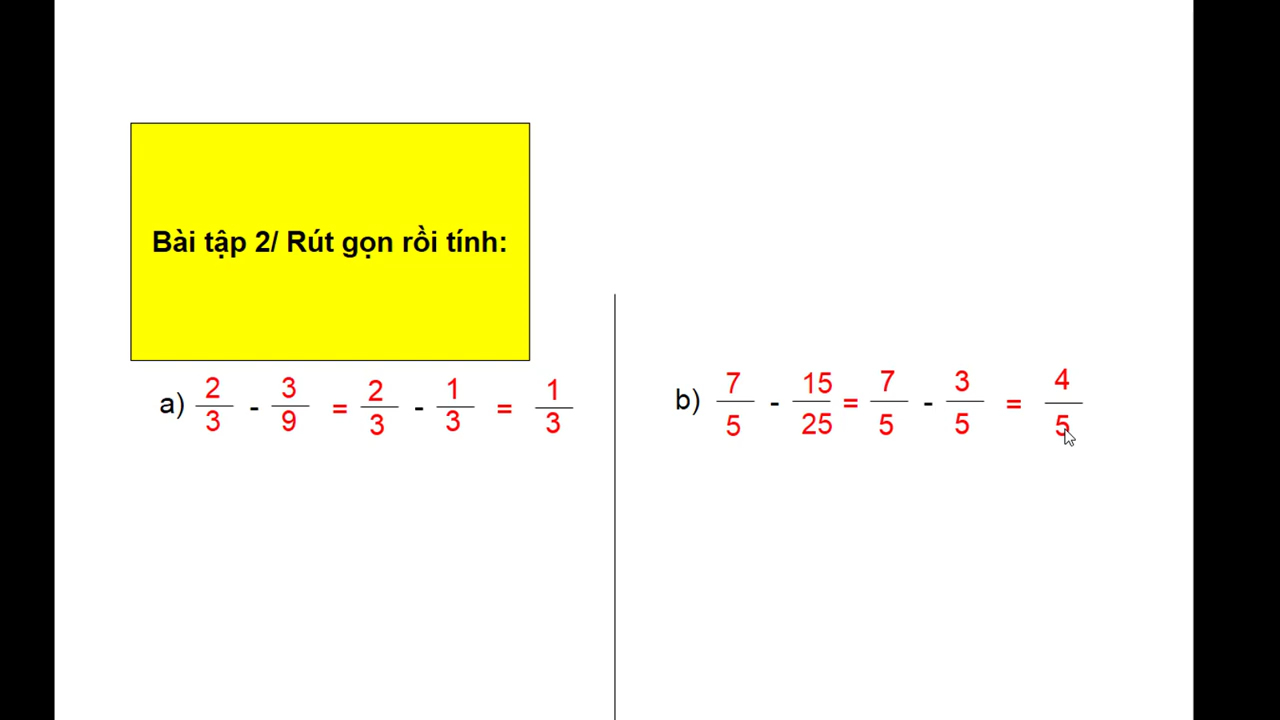 Bài tập 2/ Rút gọn rồi tính:
a) 2/3 - 3/9 = 2/3 - 1/3 = 1/3
b) 7/5 - 15/25 = 7/5 - 3/5 = 4/5